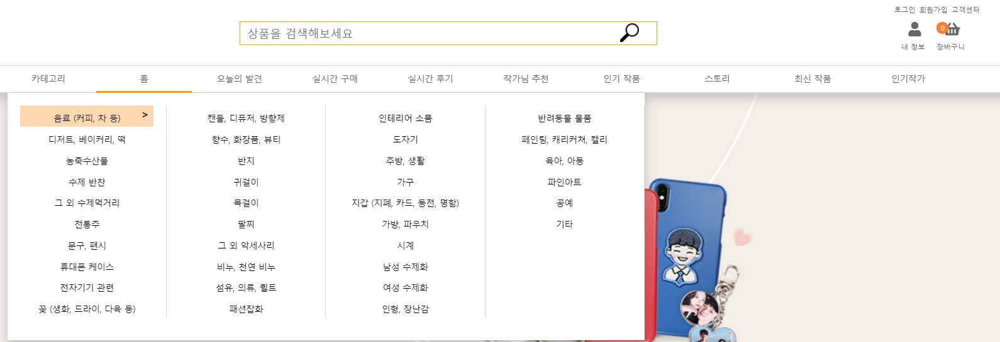 로그인 회원가입 고객센터
상품을 검색해보세요
0
내 정보 장바구니
카테고리 홈 오늘의 발견 실시간 구매 실시간 후기 작가님 추천 인기 작품 스토리 최신 작품 인기작가
음료 (커피, 차 등) >
디저트, 베이커리, 떡
농축수산물
수제 반찬
그 외 수제먹거리
전통주
문구, 팬시
휴대폰 케이스
전자기기 관련
꽃 (생화, 드라이, 다육 등)
캔들, 디퓨저, 방향제
향수, 화장품, 뷰티
반지
귀걸이
목걸이
팔찌
그 외 악세사리
비누, 천연 비누
섬유, 의류, 퀼트
패션잡화
인테리어 소품
도자기
주방, 생활
가구
지갑 (지폐, 카드, 동전, 명함)
가방, 파우치
시계
남성 수제화
여성 수제화
인형, 장난감
반려동물 물품
페인팅, 캐리커쳐, 캘리
육아, 아동
파인아트
공예
기타